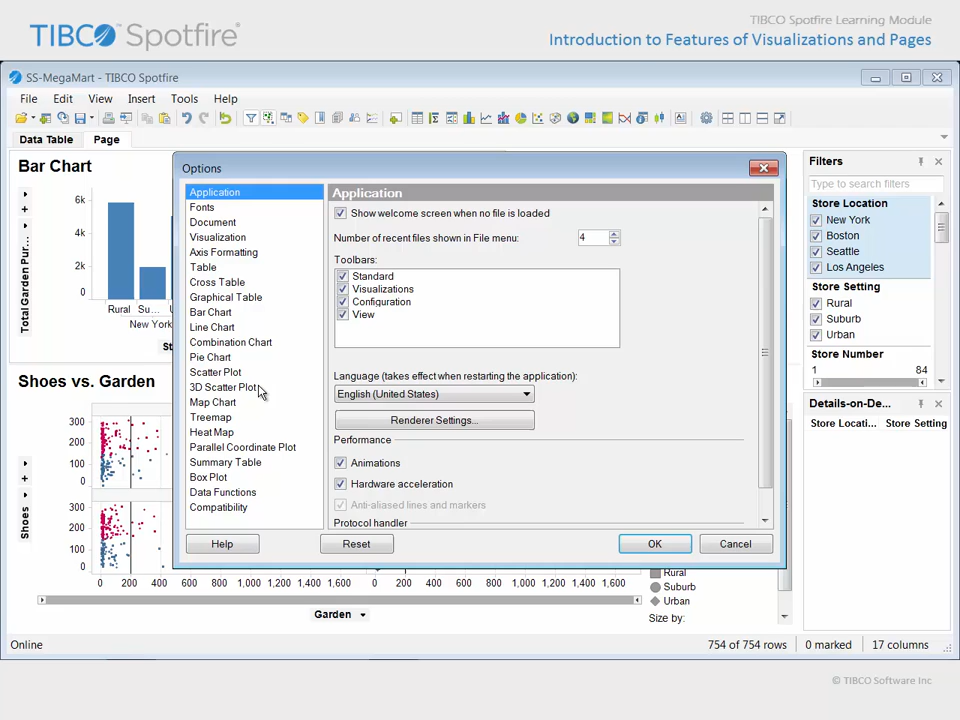 TIBCO Spotfire®
TIBCO Spotfire Learning Module
Introduction to Features of Visualizations and Pages
SS-MegaMart - TIBCO Spotfire
File Edit View Insert Tools Help
Data Table Page
Bar Chart
Total Garden Pur...
6k
4k
2k
0
Rural Su...
New York
St
Options
Application
Fonts
Document
Visualization
Axis Formatting
Table
Cross Table
Graphical Table
Bar Chart
Line Chart
Combination Chart
Pie Chart
Scatter Plot
3D Scatter Plot
Map Chart
Treemap
Heat Map
Parallel Coordinate Plot
Summary Table
Box Plot
Data Functions
Compatibility
Application
Show welcome screen when no file is loaded
Number of recent files shown in File menu: 4
Toolbars:
Standard
Visualizations
Configuration
View
Language (takes effect when restarting the application):
English (United States)
Renderer Settings...
Performance
Animations
Hardware acceleration
Anti-aliased lines and markers
Protocol handler
Help Reset OK Cancel
Filters
Type to search filters
Store Location
New York
Boston
Seattle
Los Angeles
Store Setting
Rural
Suburb
Urban
Store Number
1 84
Details-on-De...
Store Locati... Store Setting
Shoes vs. Garden
Shoes
300
200
100
0
300
200
100
0
0 200 400 600 800 1,000 1,200 1,400 1,600 0 200 400 600 800 1,000 1,200 1,400 1,600
Garden
Rural
Suburb
Urban
Size by:
Online 754 of 754 rows 0 marked 17 columns
© TIBCO Software Inc